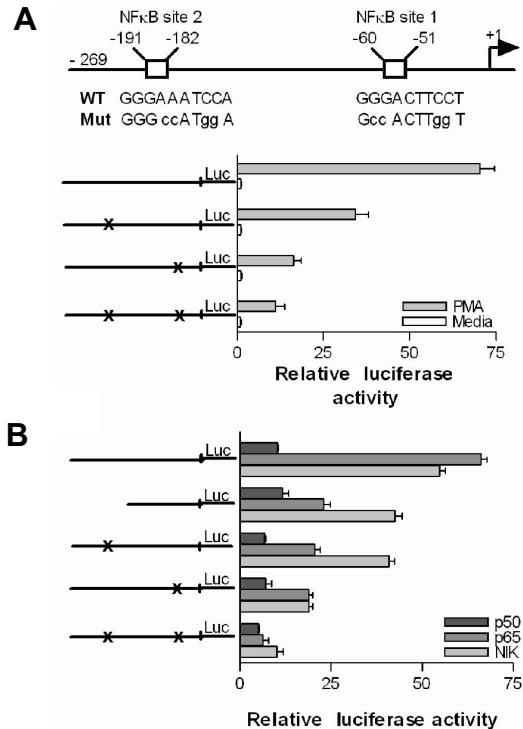 A
NFκB site 2 NFκB site 1
-191 -182 -60 -51 +1
- 269
WT GGGAAATCCA GGGACTTCCT
Mut GGG ccATgg A Gcc ACTTgg T
Luc
X Luc
X Luc
X X Luc
PMA
Media
0 25 50 75
Relative luciferase
activity
B
Luc
Luc
X Luc
X Luc
X X Luc
p50
p65
NIK
0 25 50 75
Relative luciferase activity